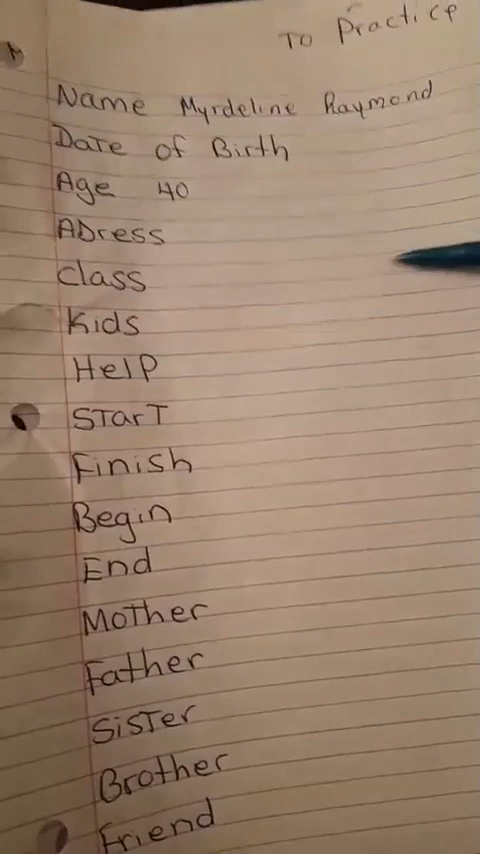 To Practice
Name Myrdeline Raymond
Date of Birth
Age 40
ADress
class
Kids
Help
Start
Finish
Begin
End
Mother
Father
Sister
Brother
Friend